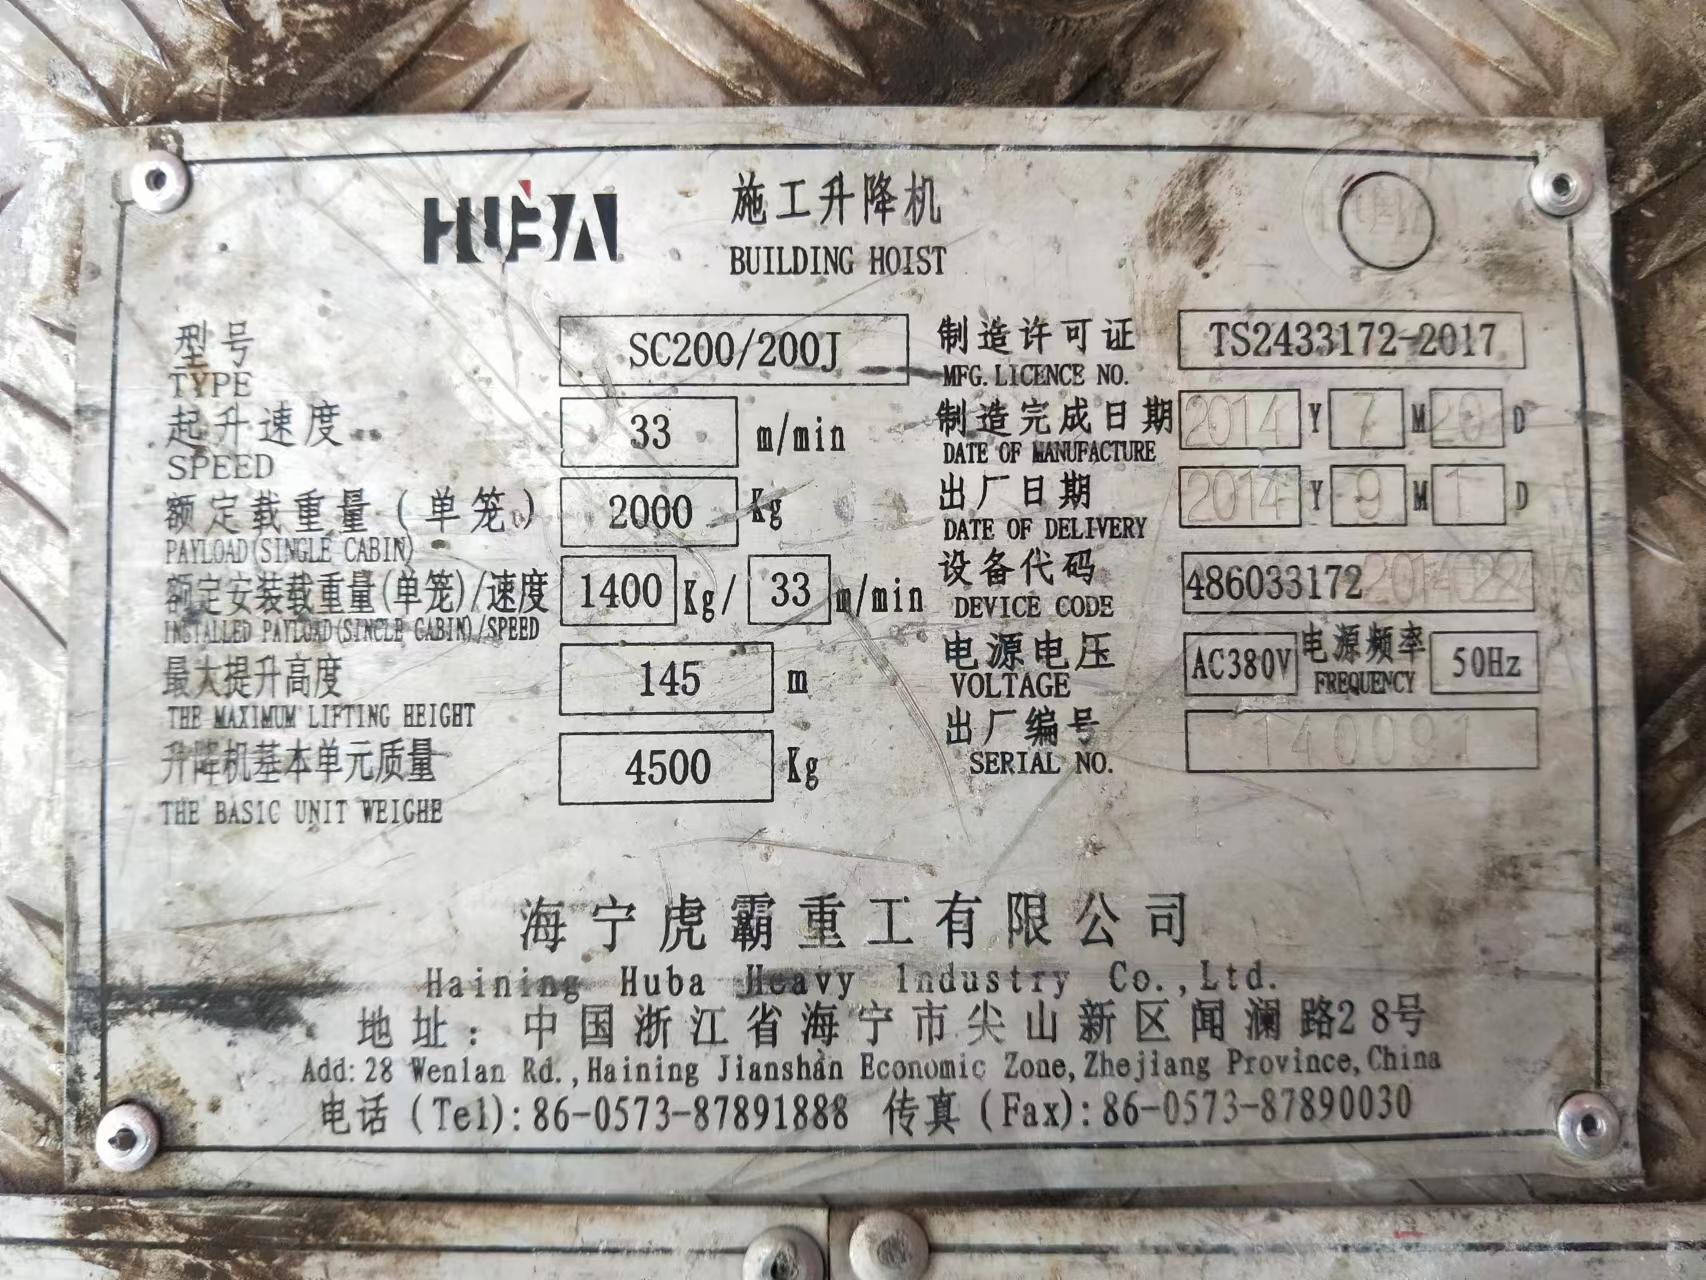 HUBA
施工升降机
BUILDING HOIST
型号 SC200/200J
TYPE
起升速度 33 m/min
SPEED
额定载重量(单笼) 2000 Kg
PAYLOAD(SINGLE CABIN)
额定安装载重量(单笼)/速度 1400 Kg/ 33 m/min
INSTALLED PAYLOAD(SINGLE CABIN)/SPEED
最大提升高度 145 m
THE MAXIMUM LIFTING HEIGHT
升降机基本单元质量 4500 Kg
THE BASIC UNIT WEIGHE
制造许可证 TS2433172-2017
MFG.LICENCE NO.
制造完成日期 2014 Y 7 M 20 D
DATE OF MANUFACTURE
出厂日期 2014 Y 9 M 1 D
DATE OF DELIVERY
设备代码 486033172
DEVICE CODE
电源电压 AC380V 电源频率 50Hz
VOLTAGE FREQUENCY
出厂编号 140091
SERIAL NO.
海宁虎霸重工有限公司
Haining Huba Heavy Industry Co.,Ltd.
地址：中国浙江省海宁市尖山新区闻澜路28号
Add:28 Wenlan Rd.,Haining Jianshan Economic Zone,Zhejiang Province,China
电话(Tel):86-0573-87891888 传真(Fax):86-0573-87890030